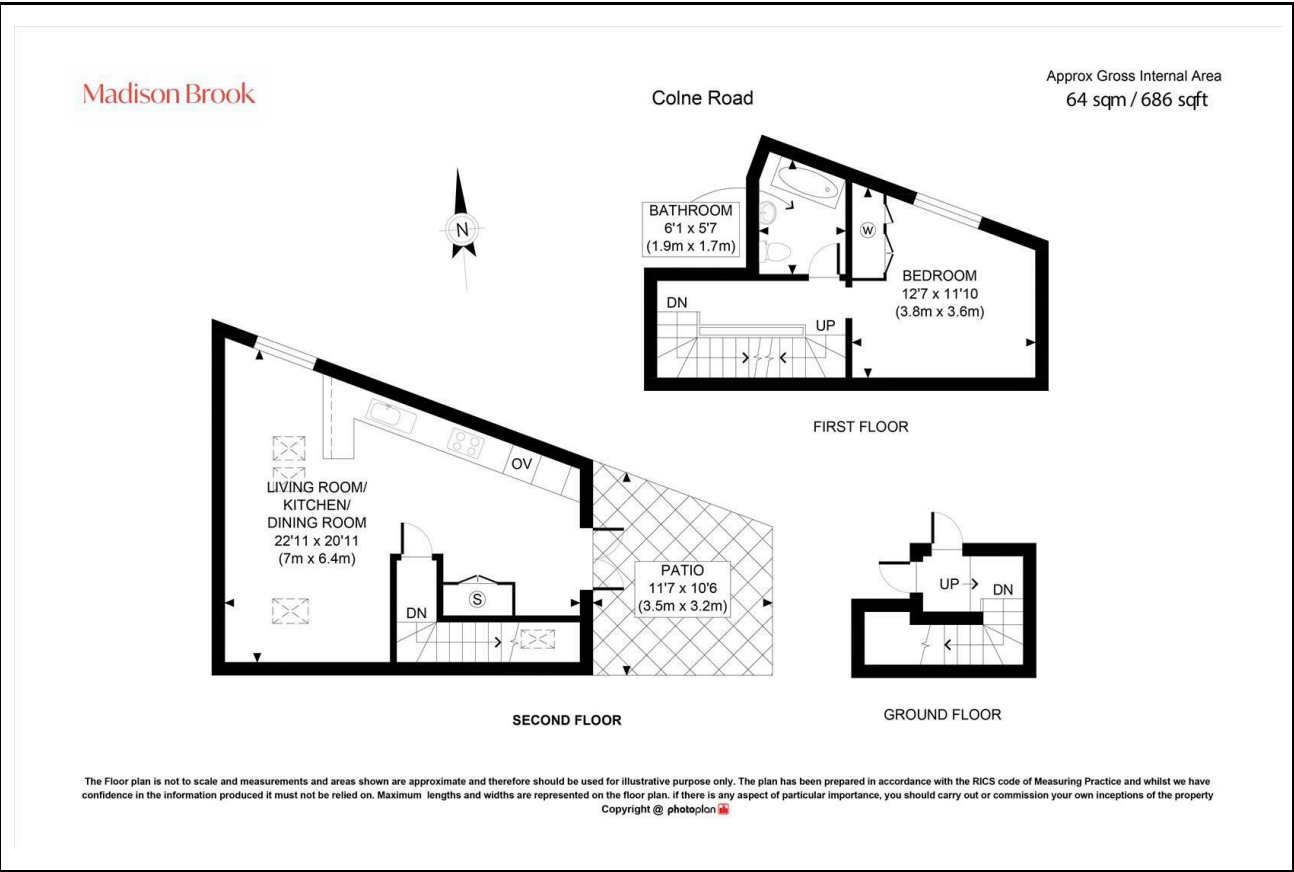 Madison Brook
Colne Road
Approx Gross Internal Area
64 sqm / 686 sqft
N
BATHROOM
6'1 x 5'7
(1.9m x 1.7m)
W
BEDROOM
12'7 x 11'10
(3.8m x 3.6m)
DN
UP
FIRST FLOOR
OV
LIVING ROOM/
KITCHEN/
DINING ROOM
22'11 x 20'11
(7m x 6.4m)
S
DN
PATIO
11'7 x 10'6
(3.5m x 3.2m)
SECOND FLOOR
UP
DN
GROUND FLOOR
The Floor plan is not to scale and measurements and areas shown are approximate and therefore should be used for illustrative purpose only. The plan has been prepared in accordance with the RICS code of Measuring Practice and whilst we have
confidence in the information produced it must not be relied on. Maximum lengths and widths are represented on the floor plan. if there is any aspect of particular importance, you should carry out or commission your own inceptions of the property
Copyright @ photoplan